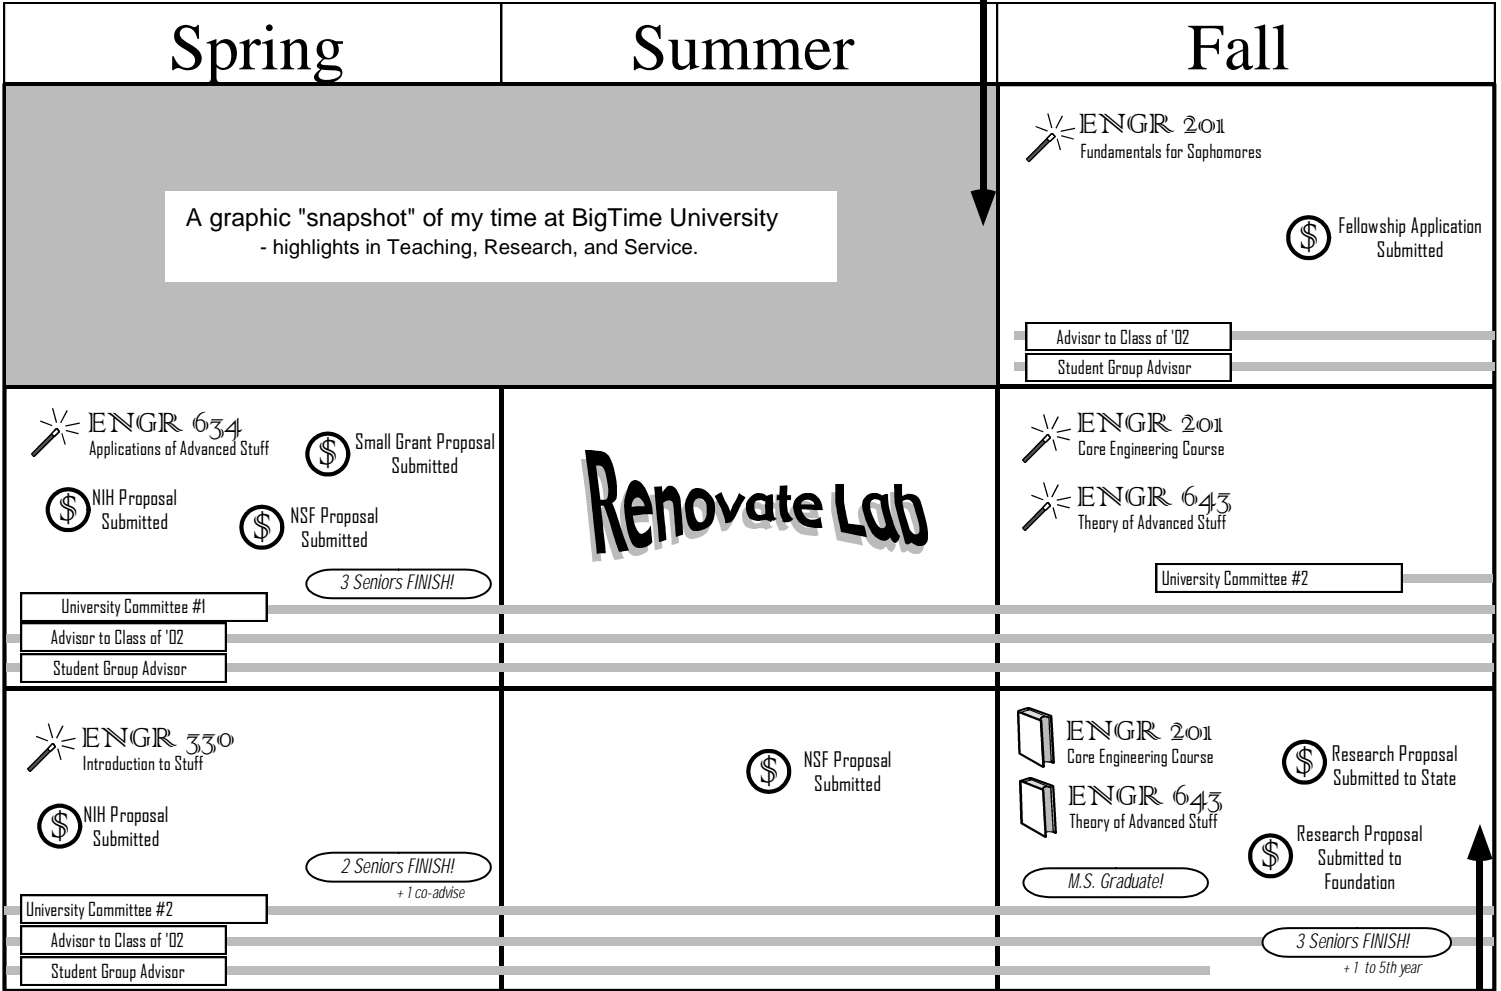 Spring
Summer
Fall
A graphic "snapshot" of my time at BigTime University
- highlights in Teaching, Research, and Service.
ENGR 201
Fundamentals for Sophomores
$
Fellowship Application
Submitted
Advisor to Class of '02
Student Group Advisor
ENGR 634
Applications of Advanced Stuff
$
Small Grant Proposal
Submitted
$
NIH Proposal
Submitted
$
NSF Proposal
Submitted
3 Seniors FINISH!
University Committee #1
Advisor to Class of '02
Student Group Advisor
Renovate Lab
ENGR 201
Core Engineering Course
ENGR 643
Theory of Advanced Stuff
University Committee #2
ENGR 330
Introduction to Stuff
$
NIH Proposal
Submitted
2 Seniors FINISH!
+ 1 co-advise
University Committee #2
Advisor to Class of '02
Student Group Advisor
$
NSF Proposal
Submitted
ENGR 201
Core Engineering Course
ENGR 643
Theory of Advanced Stuff
$
Research Proposal
Submitted to State
$
Research Proposal
Submitted to
Foundation
M.S. Graduate!
3 Seniors FINISH!
+ 1 to 5th year